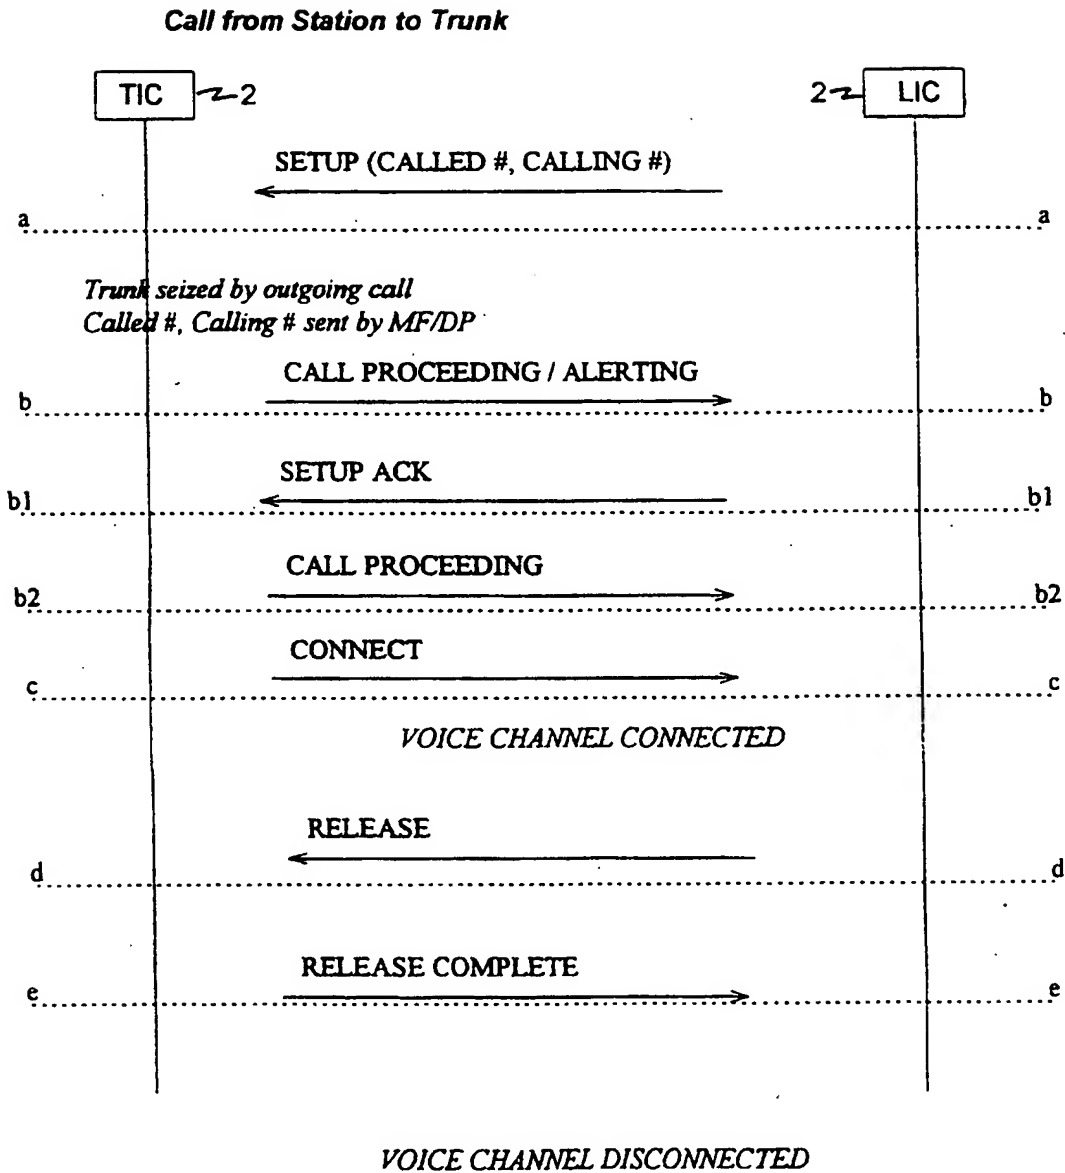 Call from Station to Trunk
TIC 2 2 LIC
SETUP (CALLED #, CALLING #)
a a
Trunk seized by outgoing call
Called #, Calling # sent by MF/DP
CALL PROCEEDING / ALERTING
b b
SETUP ACK
b1 b1
CALL PROCEEDING
b2 b2
CONNECT
c c
VOICE CHANNEL CONNECTED
RELEASE
d d
RELEASE COMPLETE
e e
VOICE CHANNEL DISCONNECTED